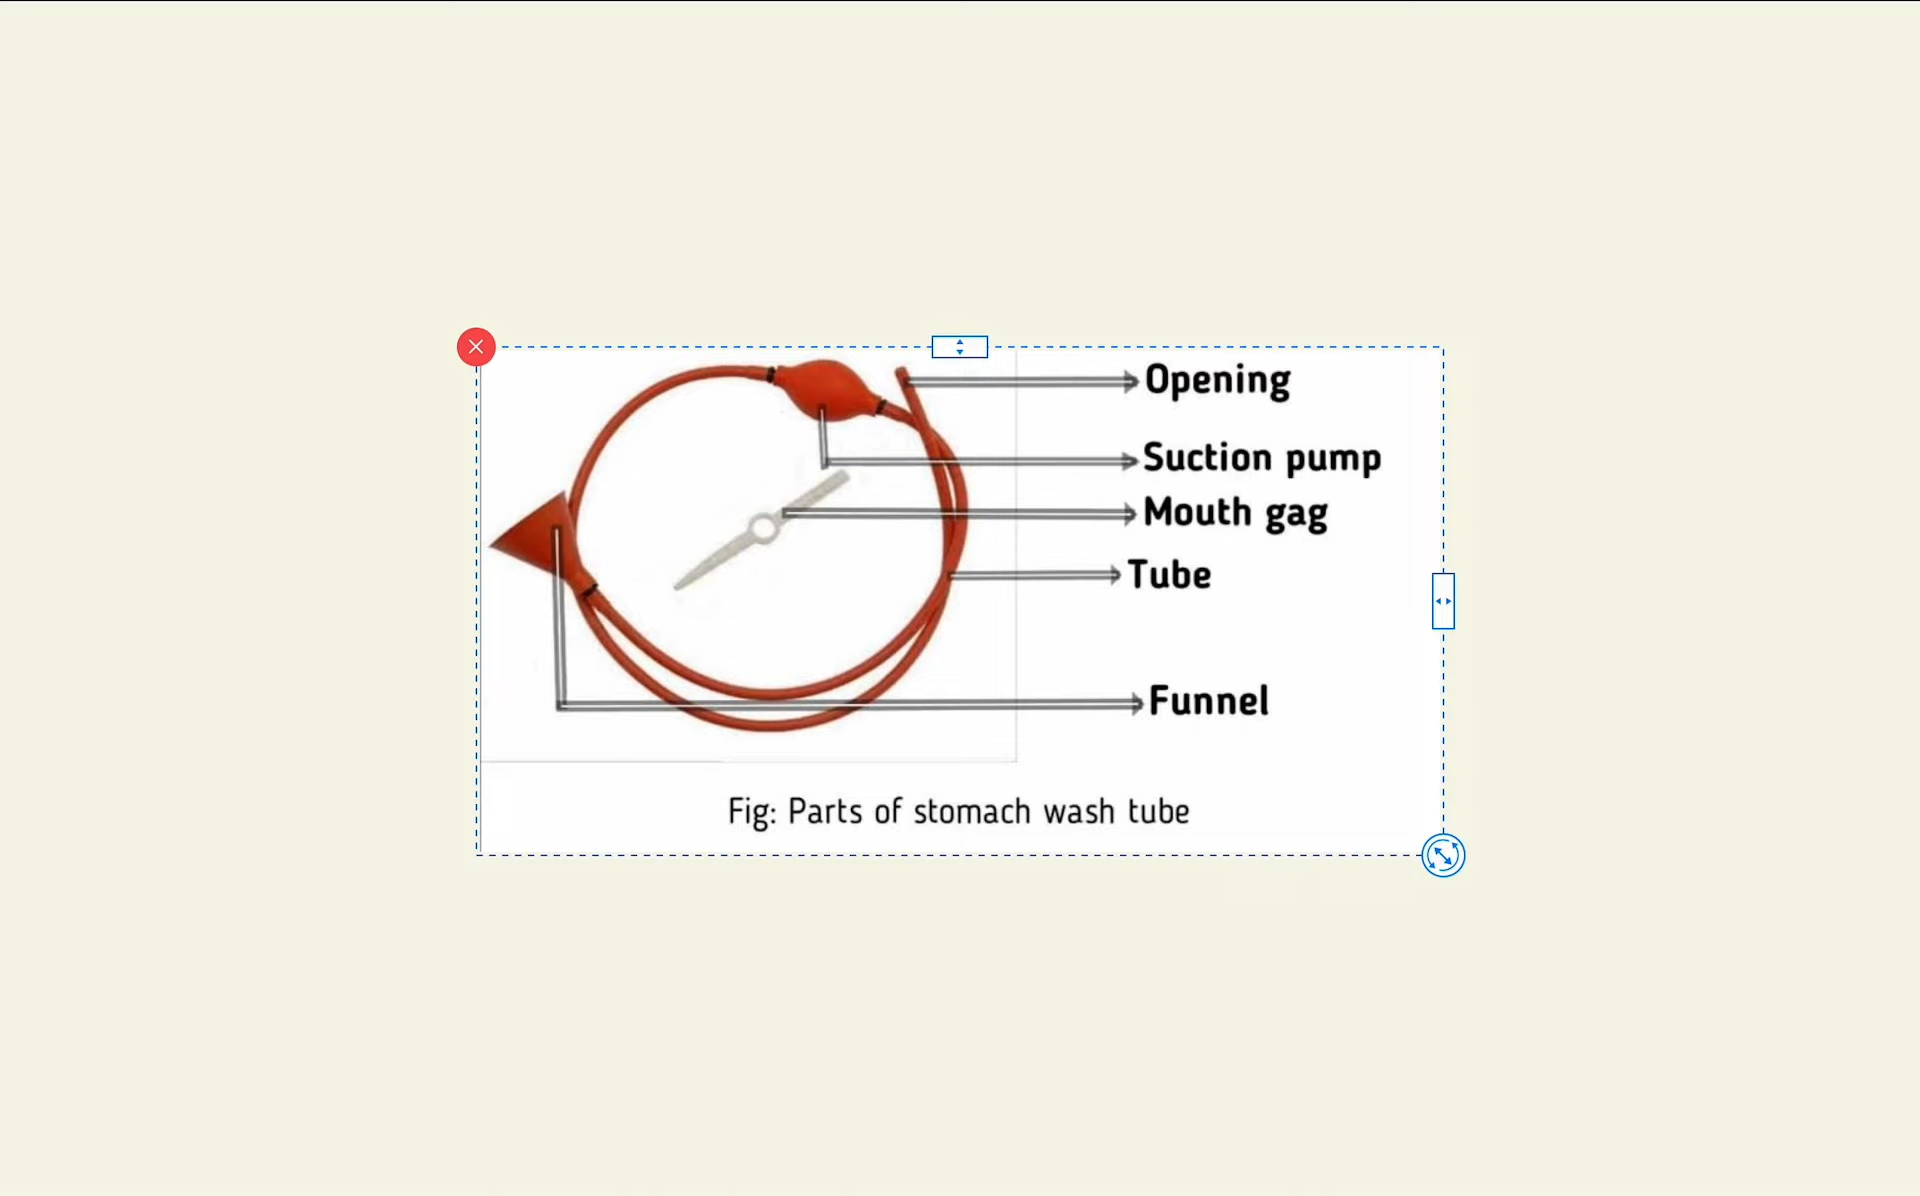 Opening
Suction pump
Mouth gag
Tube
Funnel
Fig: Parts of stomach wash tube